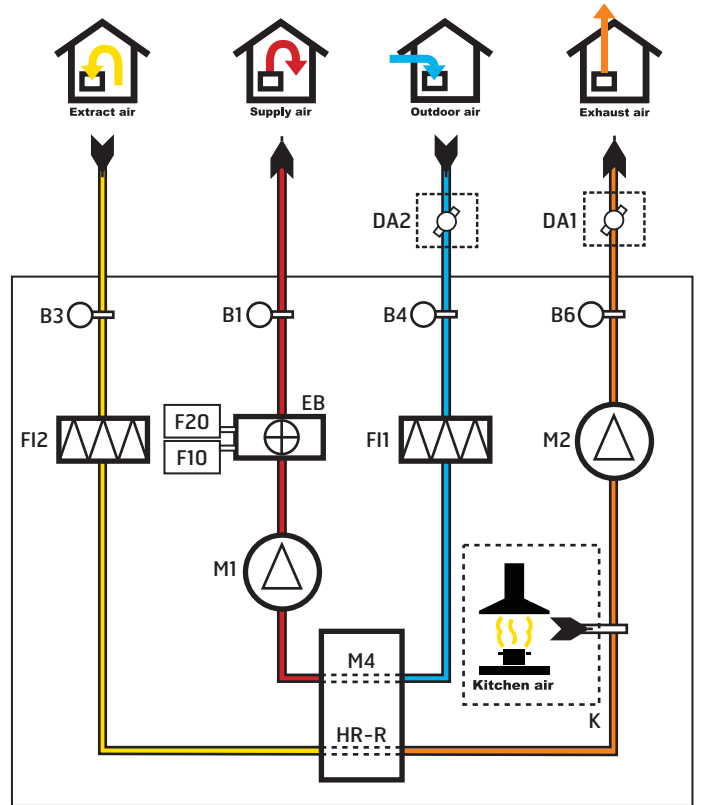 Extract air
Supply air
Outdoor air
Exhaust air
DA2
DA1
B3
B1
B4
B6
EB
F20
F10
FI2
FI1
M2
M1
M4
Kitchen air
K
HR-R